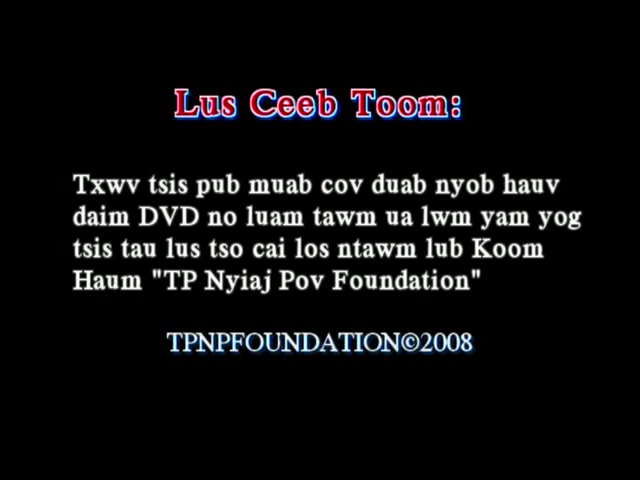 Lus Ceeb Toom:
Txwv tsis pub muab cov duab nyob hauv
daim DVD no luam tawm ua lwm yam yog
tsis tau lus tso cai los ntawm lub Koom
Haum "TP Nyiaj Pov Foundation"
TPNPFOUNDATION©2008